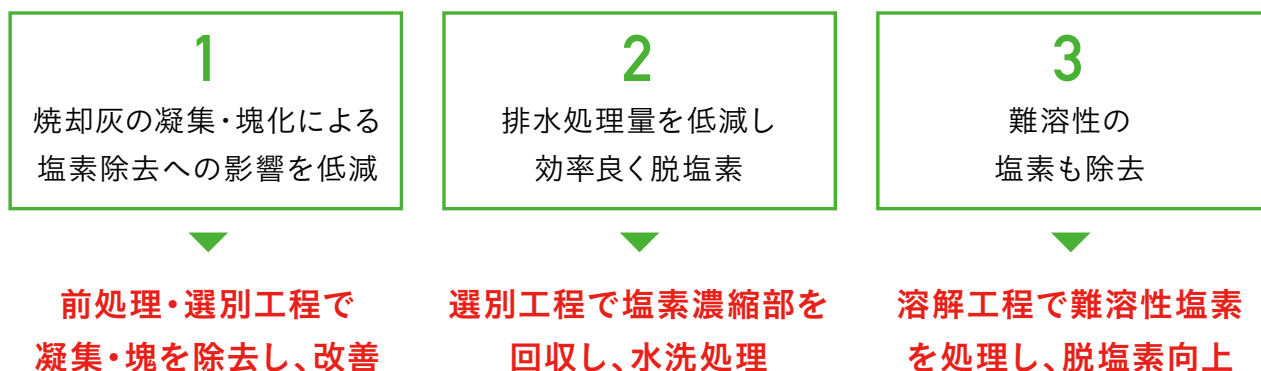 1
焼却灰の凝集・塊化による
塩素除去への影響を低減
前処理・選別工程で
凝集・塊を除去し、改善
2
排水処理量を低減し
効率良く脱塩素
選別工程で塩素濃縮部を
回収し、水洗処理
3
難溶性の
塩素も除去
溶解工程で難溶性塩素
を処理し、脱塩素向上